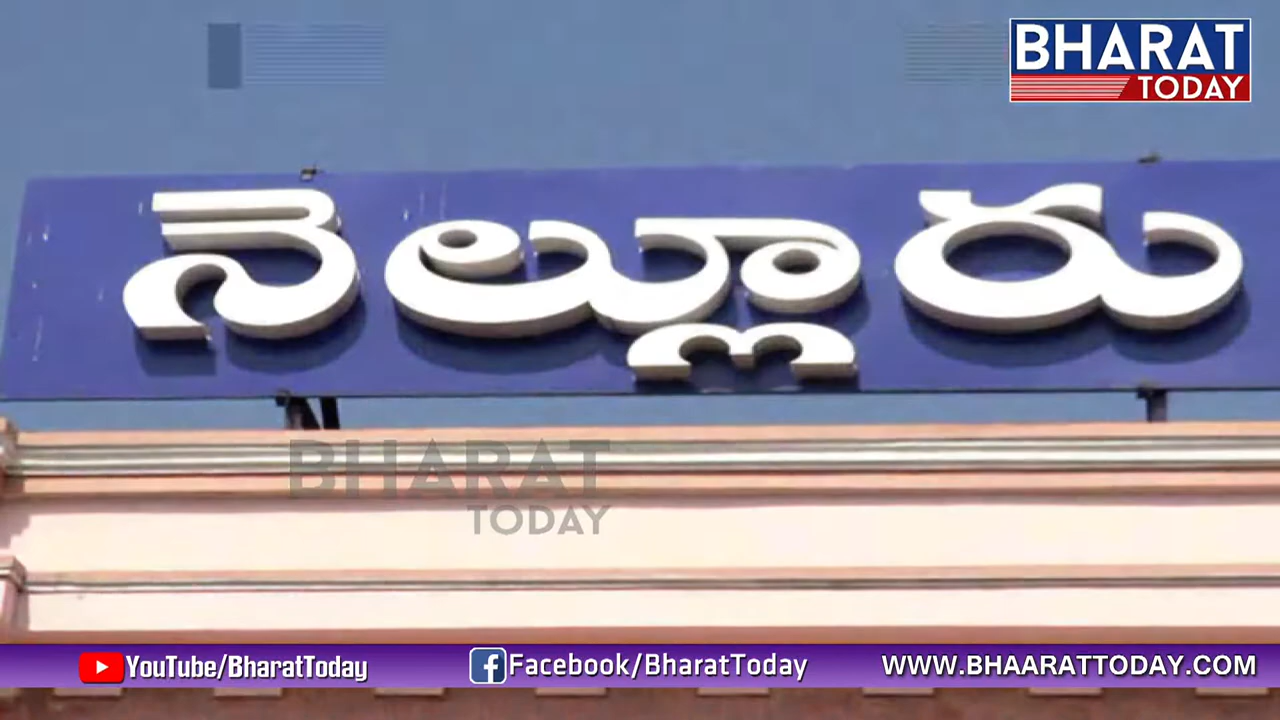 BHARAT
TODAY
నెల్లూరు
BHARAT
TODAY
YouTube/BharatToday
Facebook/BharatToday
WWW.BHAARATTODAY.COM